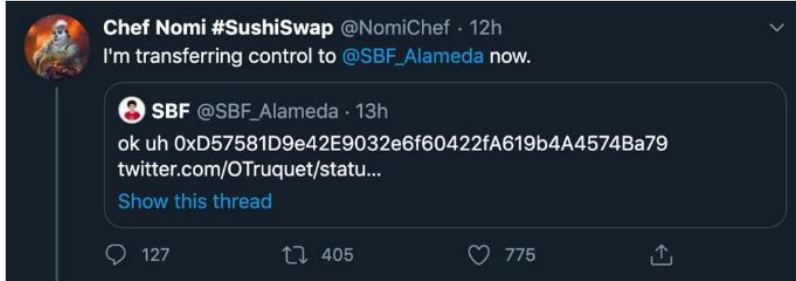 Chef Nomi #SushiSwap @NomiChef · 12h
I'm transferring control to @SBF_Alameda now.
SBF @SBF_Alameda · 13h
ok uh 0xD57581D9e42E9032e6f60422fA619b4A4574Ba79
twitter.com/OTruquet/statu...
Show this thread
127 405 775